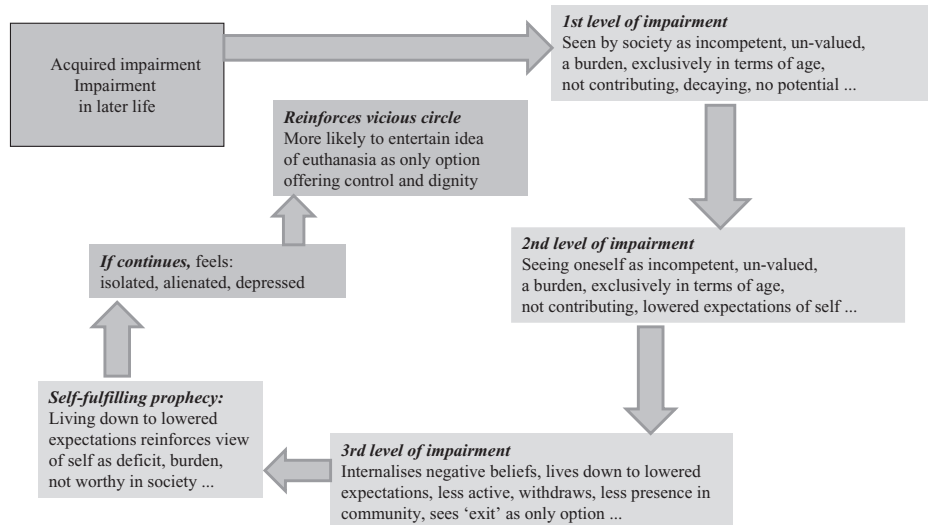 Acquired impairment
Impairment
in later life
1st level of impairment
Seen by society as incompetent, un-valued,
a burden, exclusively in terms of age,
not contributing, decaying, no potential ...
2nd level of impairment
Seeing oneself as incompetent, un-valued,
a burden, exclusively in terms of age,
not contributing, lowered expectations of self ...
3rd level of impairment
Internalises negative beliefs, lives down to lowered
expectations, less active, withdraws, less presence in
community, sees ‘exit’ as only option ...
Self-fulfilling prophecy:
Living down to lowered
expectations reinforces view
of self as deficit, burden,
not worthy in society ...
If continues, feels:
isolated, alienated, depressed
Reinforces vicious circle
More likely to entertain idea
of euthanasia as only option
offering control and dignity